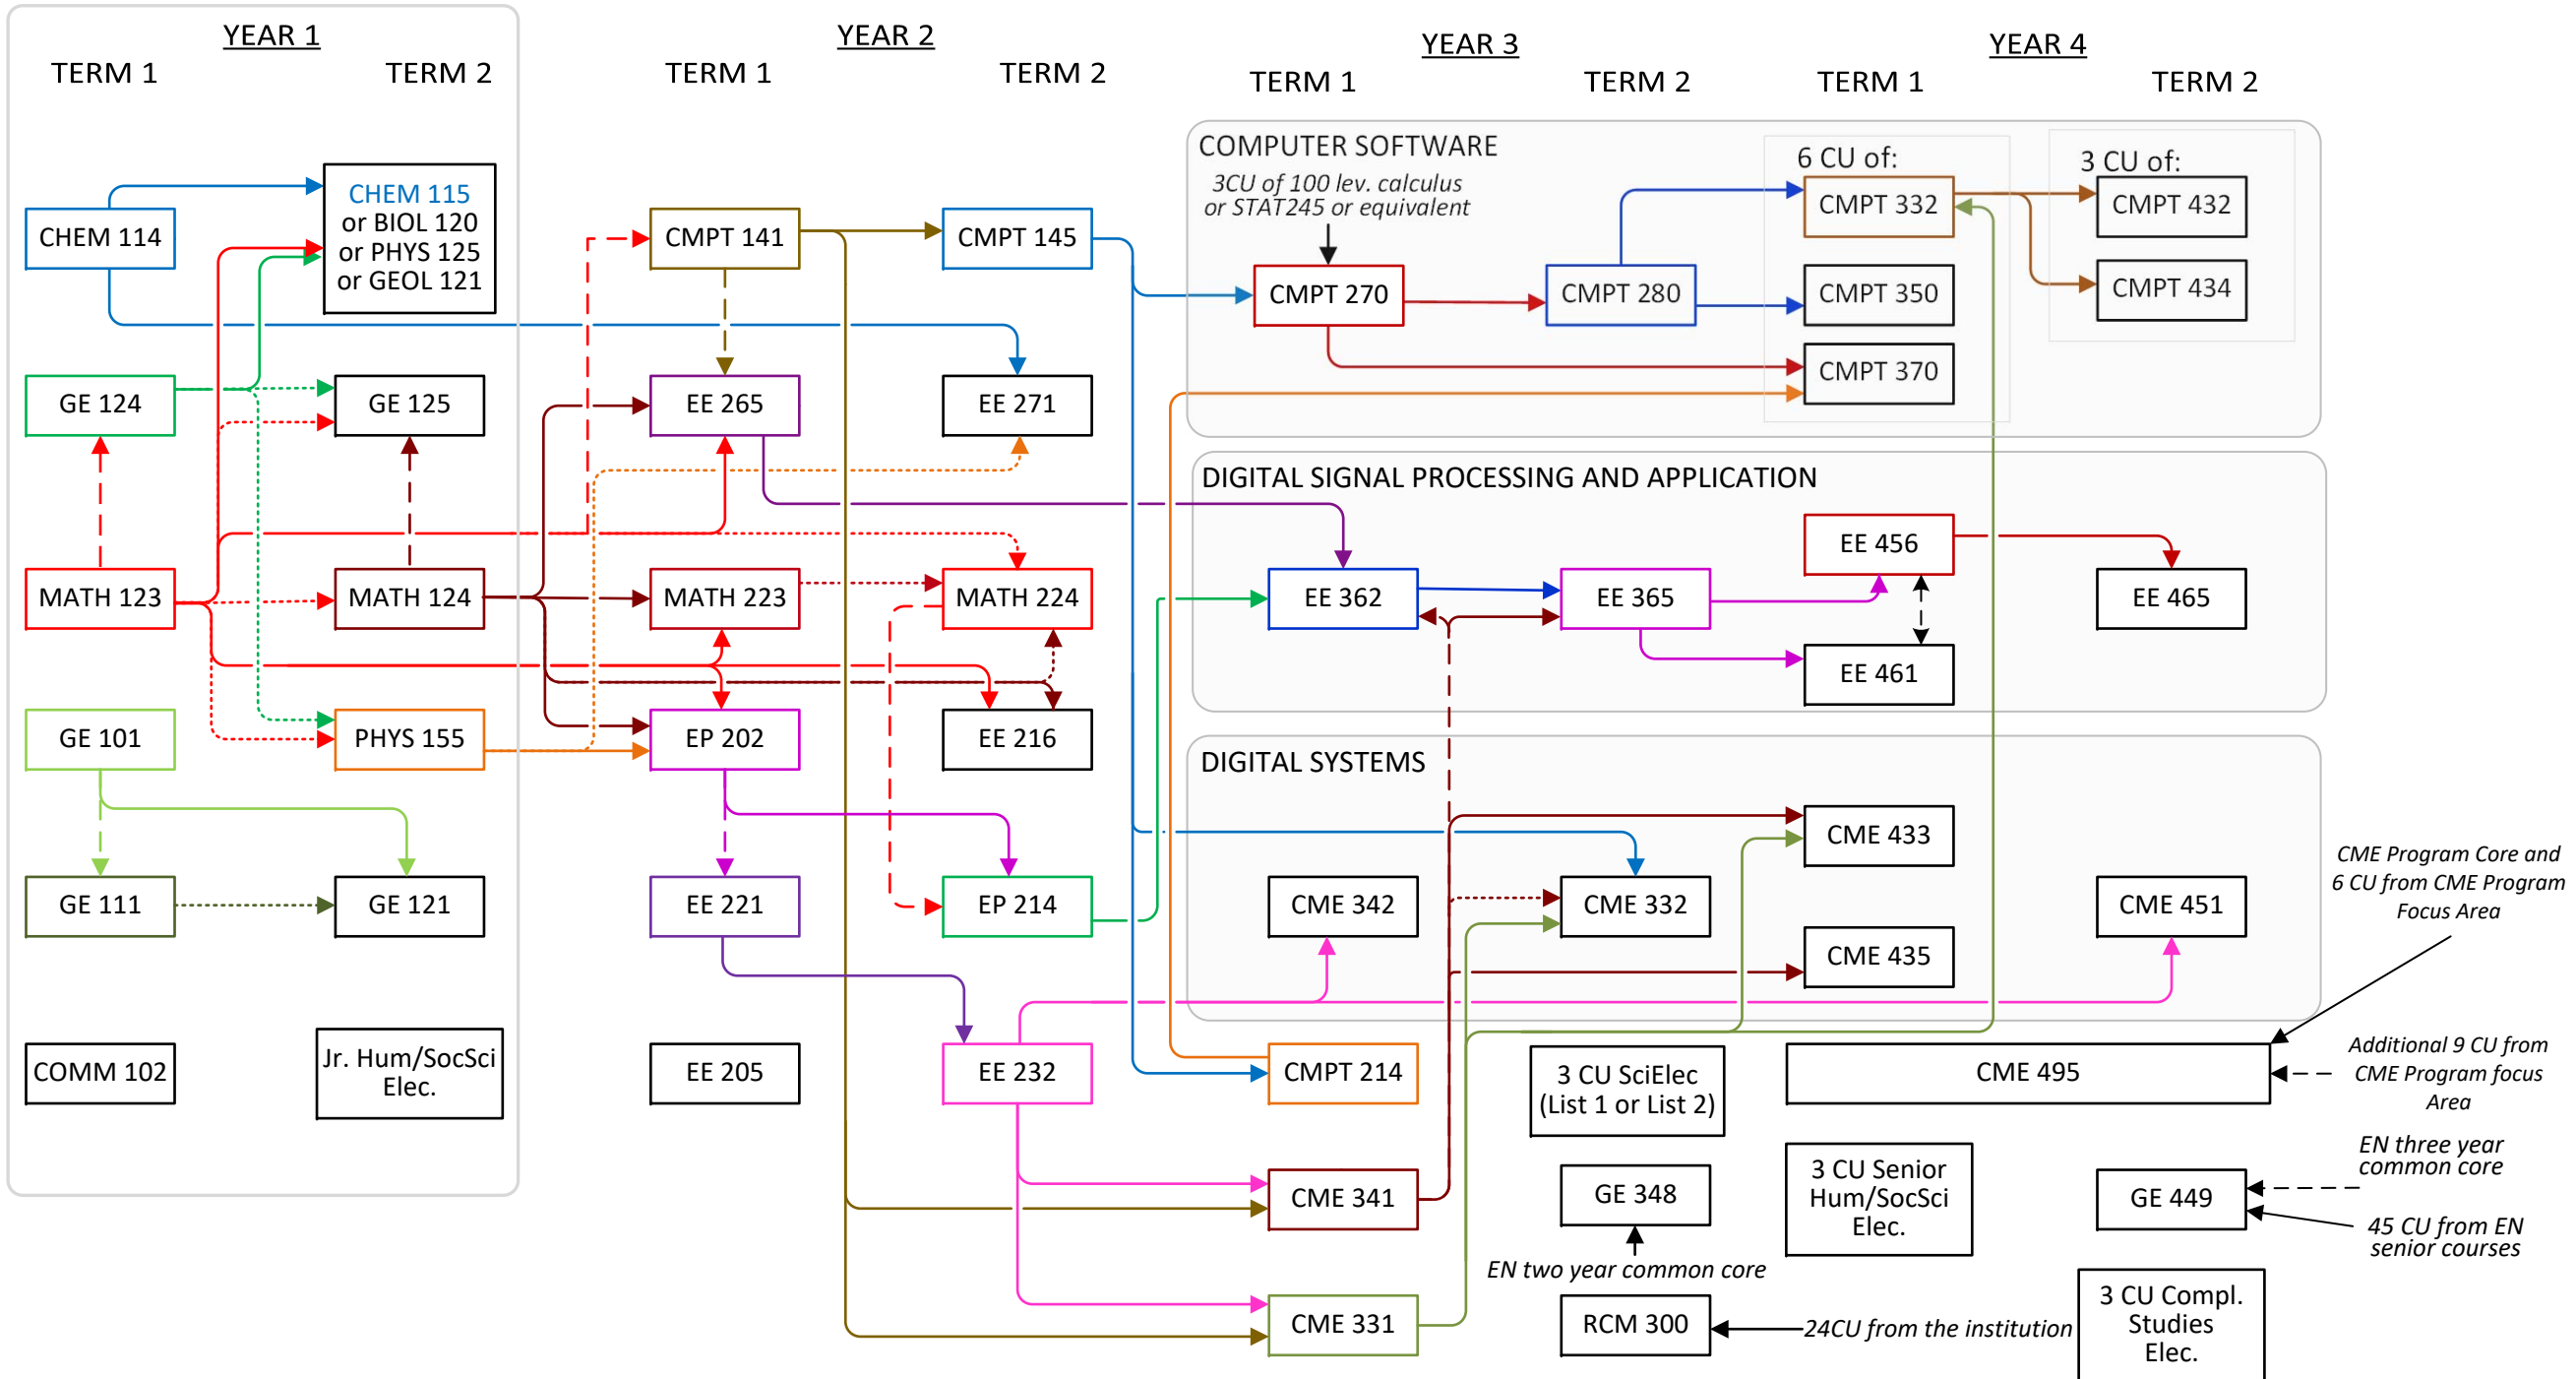 YEAR 1
YEAR 2
YEAR 3
YEAR 4
TERM 1
TERM 2
TERM 1
TERM 2
TERM 1
TERM 2
TERM 1
TERM 2
COMPUTER SOFTWARE
3CU of 100 lev. calculus
or STAT245 or equivalent
6 CU of:
3 CU of:
CHEM 114
CHEM 115
or BIOL 120
or PHYS 125
or GEOL 121
CMPT 141
CMPT 145
CMPT 270
CMPT 280
CMPT 332
CMPT 350
CMPT 370
CMPT 432
CMPT 434
GE 124
GE 125
EE 265
EE 271
DIGITAL SIGNAL PROCESSING AND APPLICATION
MATH 123
MATH 124
MATH 223
MATH 224
EE 362
EE 365
EE 456
EE 461
EE 465
GE 101
PHYS 155
EP 202
EE 216
DIGITAL SYSTEMS
GE 111
GE 121
EE 221
EP 214
CME 342
CME 332
CME 433
CME 435
CME 451
CME Program Core and
6 CU from CME Program
Focus Area
COMM 102
Jr. Hum/SocSci
Elec.
EE 205
EE 232
CMPT 214
3 CU SciElec
(List 1 or List 2)
CME 495
Additional 9 CU from
CME Program focus
Area
CME 341
GE 348
EN two year common core
3 CU Senior
Hum/SocSci
Elec.
GE 449
EN three year
common core
45 CU from EN
senior courses
CME 331
RCM 300
24CU from the institution
3 CU Compl.
Studies
Elec.